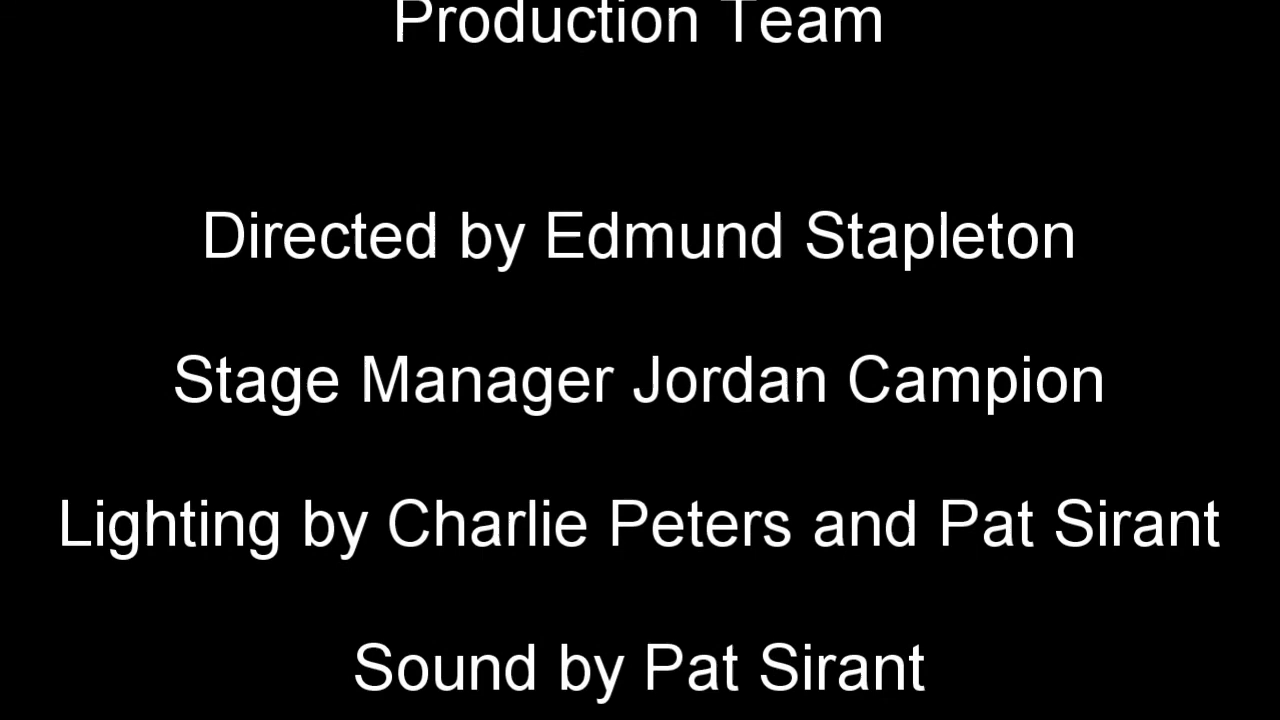 Production Team
Directed by Edmund Stapleton
Stage Manager Jordan Campion
Lighting by Charlie Peters and Pat Sirant
Sound by Pat Sirant